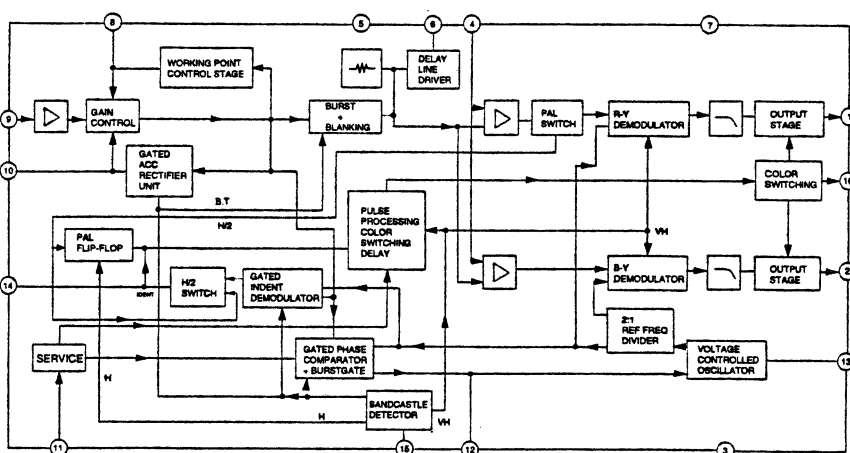 8
5
6
4
7
WORKING POINT
CONTROL STAGE
DELAY
LINE
DRIVER
9
GAIN
CONTROL
BURST
+
BLANKING
PAL
SWITCH
R-Y
DEMODULATOR
OUTPUT
STAGE
1
10
GATED
ACC
RECTIFIER
UNIT
B.T
H/2
PULSE
PROCESSING
COLOR
SWITCHING
DELAY
COLOR
SWITCHING
16
VH
PAL
FLIP-FLOP
14
IDENT
H/2
SWITCH
GATED
INDENT
DEMODULATOR
B-Y
DEMODULATOR
OUTPUT
STAGE
2
SERVICE
GATED PHASE
COMPARATOR
+ BURSTGATE
2:1
REF FREQ
DIVIDER
VOLTAGE
CONTROLLED
OSCILLATOR
13
H
H
SANDCASTLE
DETECTOR
VH
11
15
12
3